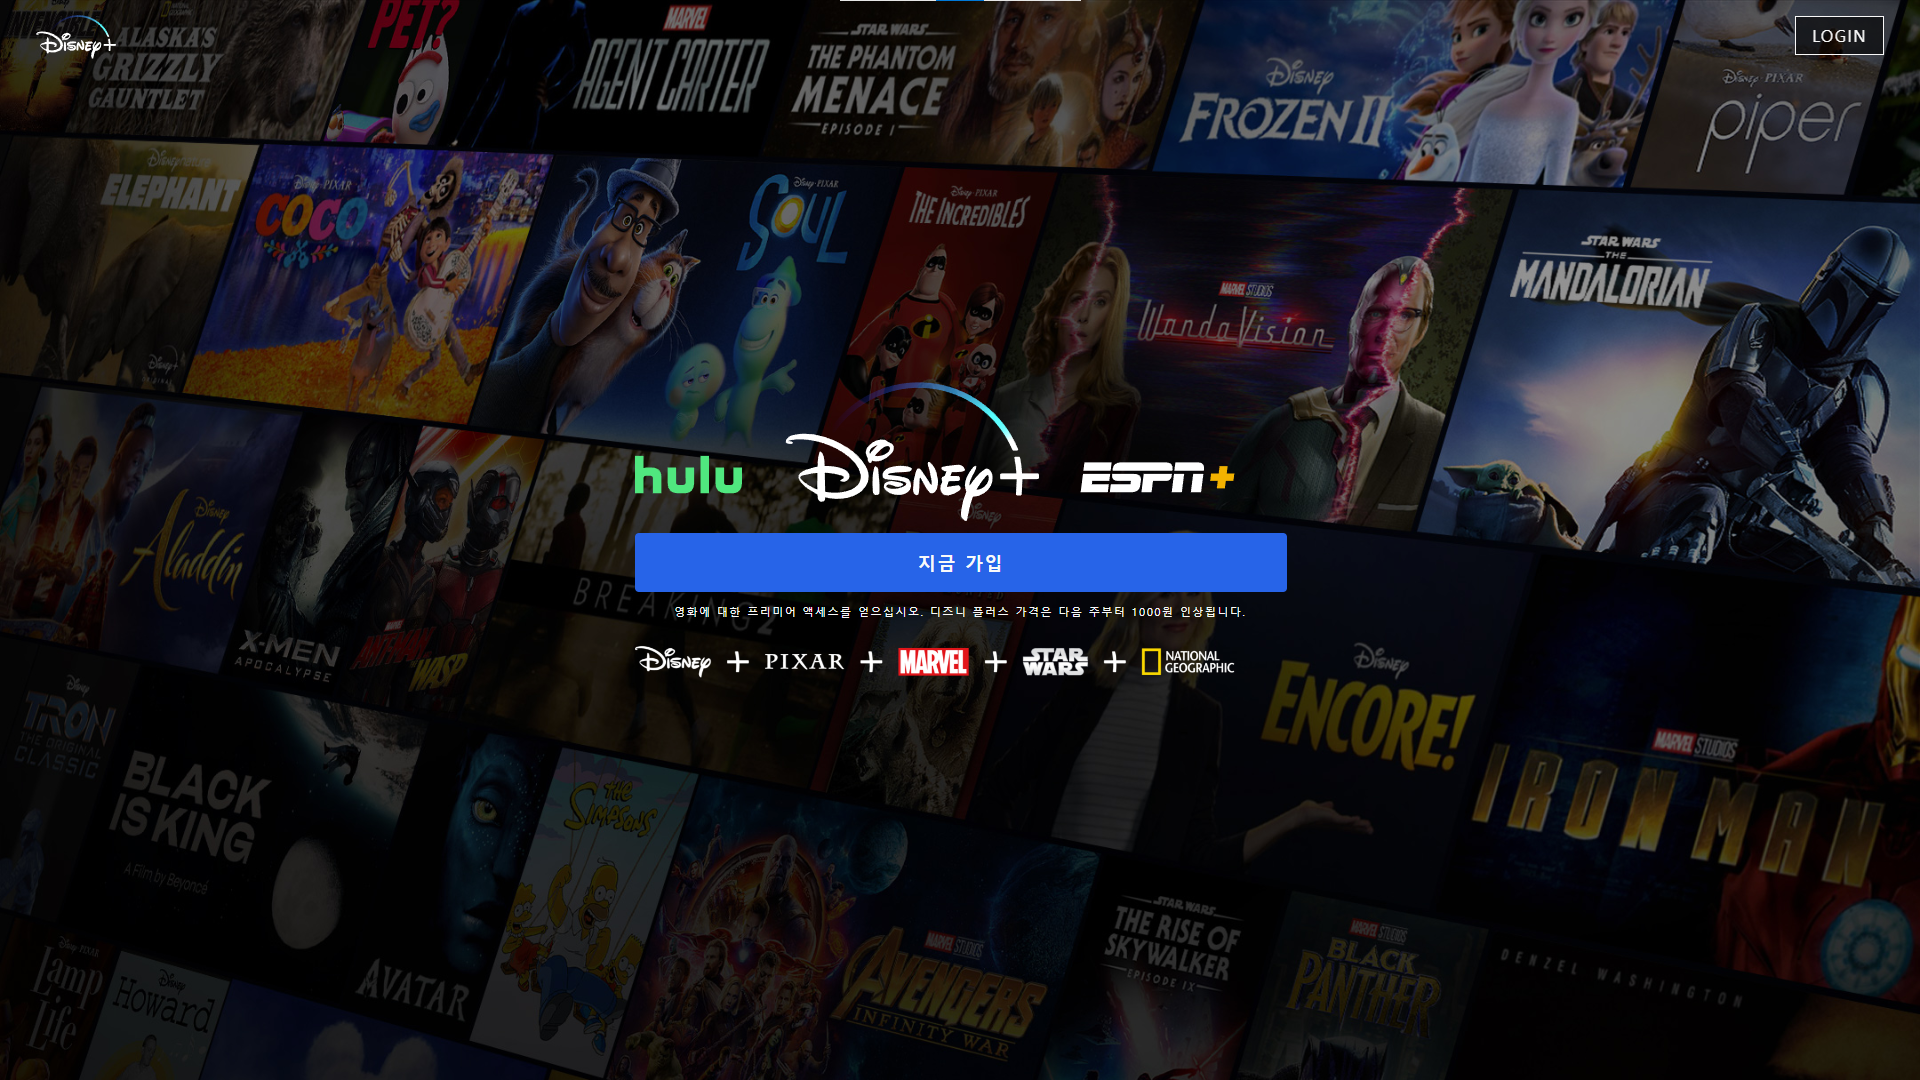 Disney+
LOGIN
ALASKA'S
GRIZZLY
GAUNTLET
PET?
MARVEL
AGENT CARTER
STAR WARS
THE PHANTOM
MENACE
EPISODE I
Disney
FROZEN II
Disney·PIXAR
piper
Disney
ELEPHANT
Disney·PIXAR
COCO
Disney·PIXAR
SOUL
Disney·PIXAR
THE INCREDIBLES
MARVEL STUDIOS
WandaVision
STAR WARS
THE
MANDALORIAN
hulu
Disney+
ESPN+
Disney
Aladdin
지금 가입
BREAKING
영화에 대한 프리미어 액세스를 얻으십시오. 디즈니 플러스 가격은 다음 주부터 1000원 인상됩니다.
X-MEN
APOCALYPSE
MARVEL
ANT-MAN
WASP
Disney + PIXAR + MARVEL + STAR WARS + NATIONAL GEOGRAPHIC
Disney
ENCORE!
Disney
TRON
THE ORIGINAL
CLASSIC
BLACK
IS KING
A Film by Beyoncé
THE
SIMPSONS
MARVEL STUDIOS
IRON MAN
AVATAR
MARVEL STUDIOS
AVENGERS
INFINITY WAR
STAR WARS
THE RISE OF
SKYWALKER
EPISODE IX
MARVEL STUDIOS
BLACK
PANTHER
DENZEL WASHINGTON
Disney·PIXAR
Lamp
Life
Disney
Howard